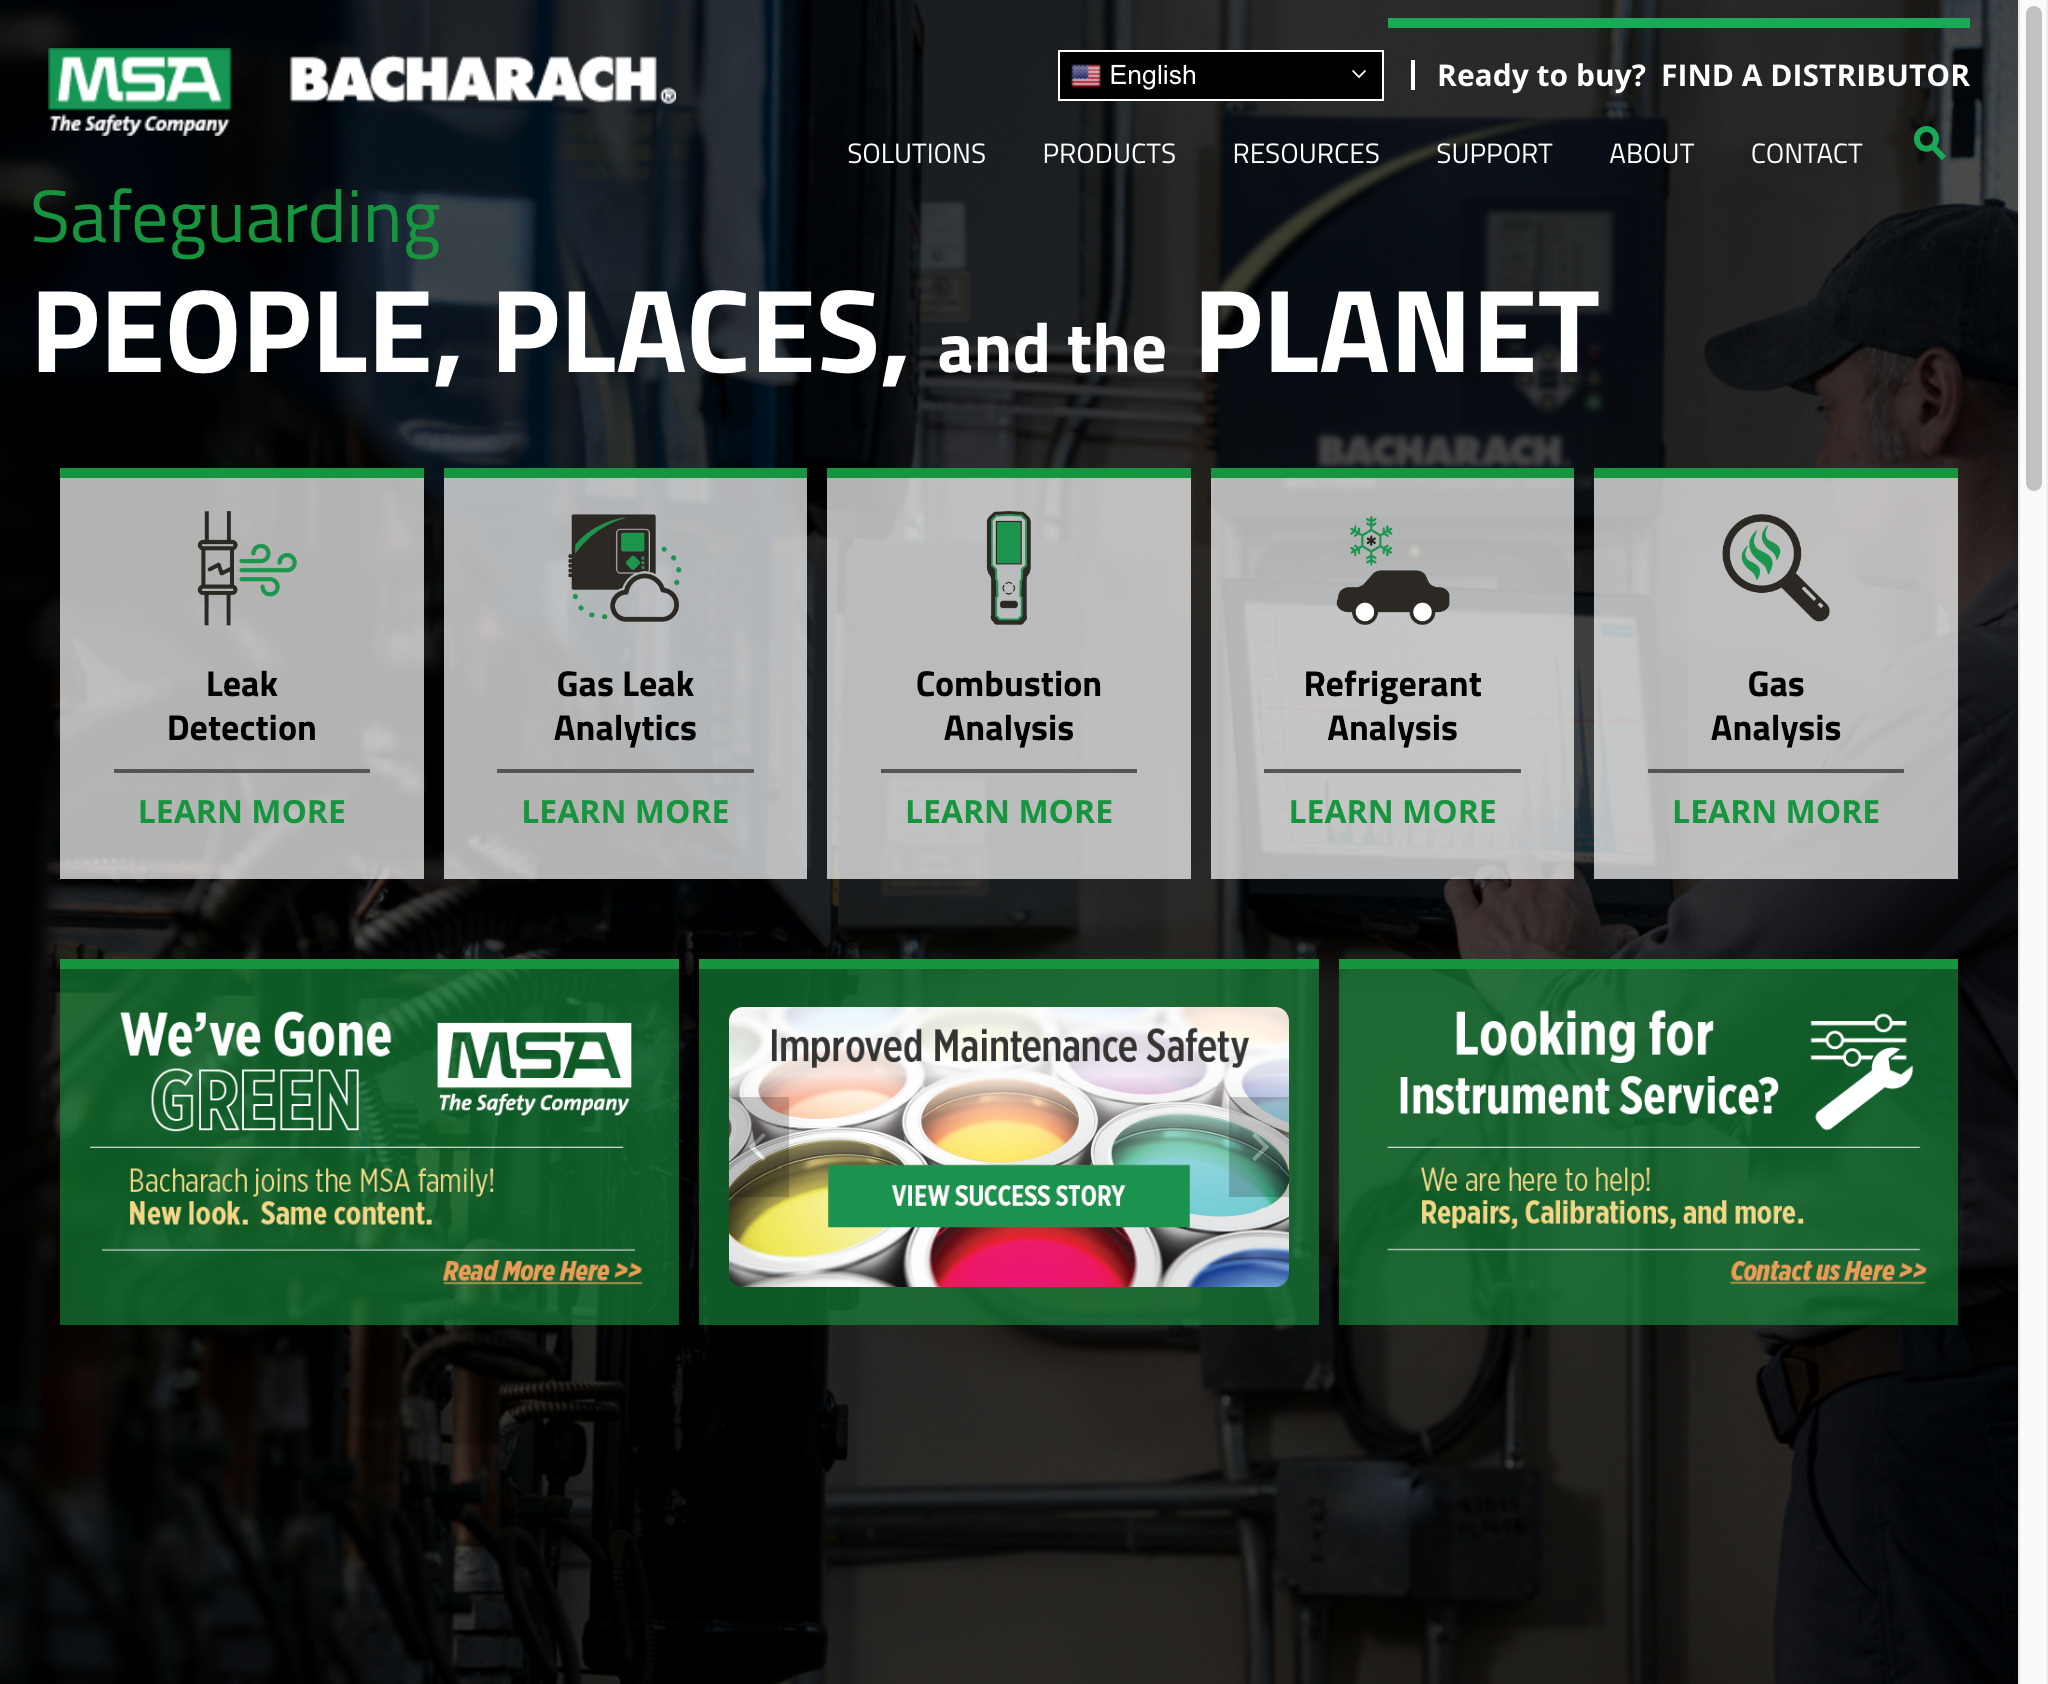 MSA
The Safety Company
BACHARACH®
English
Ready to buy? FIND A DISTRIBUTOR
SOLUTIONS PRODUCTS RESOURCES SUPPORT ABOUT CONTACT
Safeguarding
PEOPLE, PLACES, and the PLANET
BACHARACH
Leak
Detection
LEARN MORE
Gas Leak
Analytics
LEARN MORE
Combustion
Analysis
LEARN MORE
Refrigerant
Analysis
LEARN MORE
Gas
Analysis
LEARN MORE
We've Gone
GREEN
MSA
The Safety Company
Bacharach joins the MSA family!
New look. Same content.
Read More Here >>
Improved Maintenance Safety
VIEW SUCCESS STORY
Looking for
Instrument Service?
We are here to help!
Repairs, Calibrations, and more.
Contact us Here >>